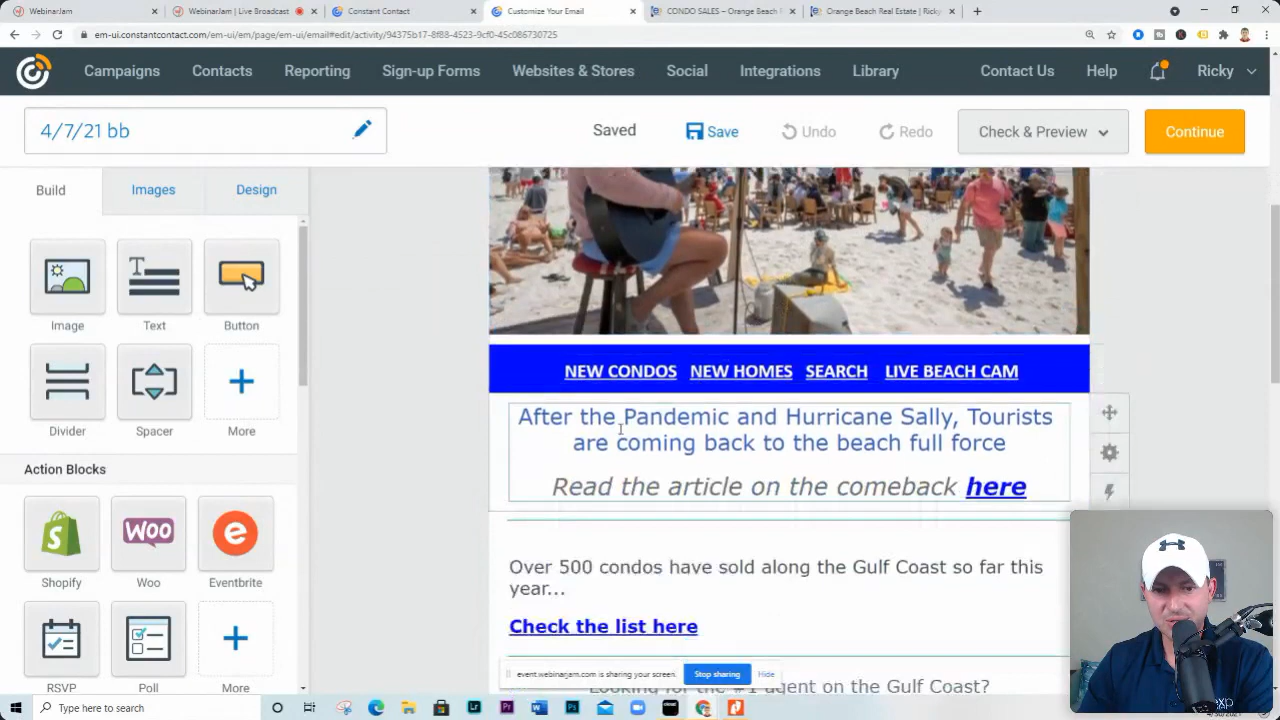 WebinarJam
WebinarJam | Live Broadcast
Constant Contact
Customize Your Email
CONDO SALES – Orange Beach
Orange Beach Real Estate | Ricky
em-ui.constantcontact.com/em-ui/em/page/em-ui/email#edit/activity/94375b17-8f88-4523-9cf0-45c086730725
Campaigns Contacts Reporting Sign-up Forms Websites & Stores Social Integrations Library Contact Us Help Ricky
4/7/21 bb
Saved Save Undo Redo Check & Preview Continue
Build Images Design
Image Text Button
Divider Spacer More
Action Blocks
Shopify Woo Eventbrite
RSVP Poll More
NEW CONDOS NEW HOMES SEARCH LIVE BEACH CAM
After the Pandemic and Hurricane Sally, Tourists
are coming back to the beach full force
Read the article on the comeback here
Over 500 condos have sold along the Gulf Coast so far this
year...
Check the list here
event.webinarjam.com is sharing your screen. Stop sharing Hide
Looking for the #1 agent on the Gulf Coast?
Type here to search